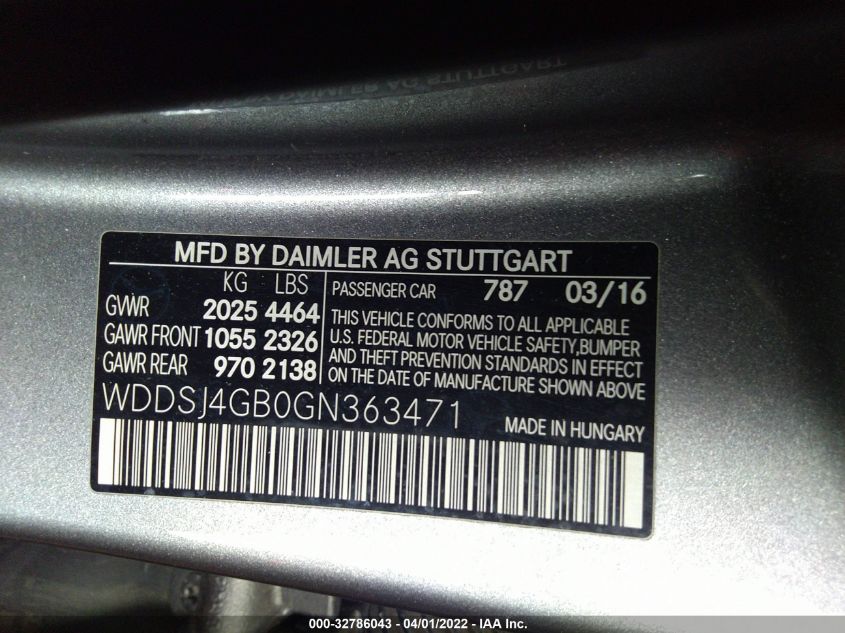 MFD BY DAIMLER AG STUTTGART
KG LBS
GVWR 2025 4464
GAWR FRONT 1055 2326
GAWR REAR 970 2138
PASSENGER CAR 787 03/16
THIS VEHICLE CONFORMS TO ALL APPLICABLE
U.S. FEDERAL MOTOR VEHICLE SAFETY,BUMPER
AND THEFT PREVENTION STANDARDS IN EFFECT
ON THE DATE OF MANUFACTURE SHOWN ABOVE
WDDSJ4GB0GN363471
MADE IN HUNGARY
000-32786043 - 04/01/2022 - IAA Inc.